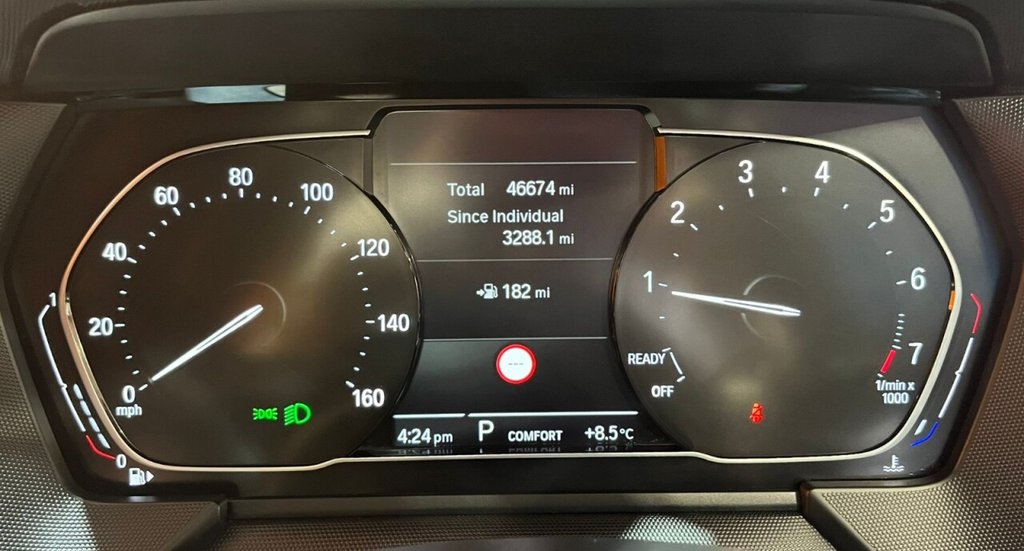 80
60
100
40
120
20
140
0
mph
160
1
0
Total 46674 mi
Since Individual
3288.1 mi
182 mi
---
4:24 pm P COMFORT +8.5°C
3
4
2
5
1
6
READY
OFF
7
1/min x
1000